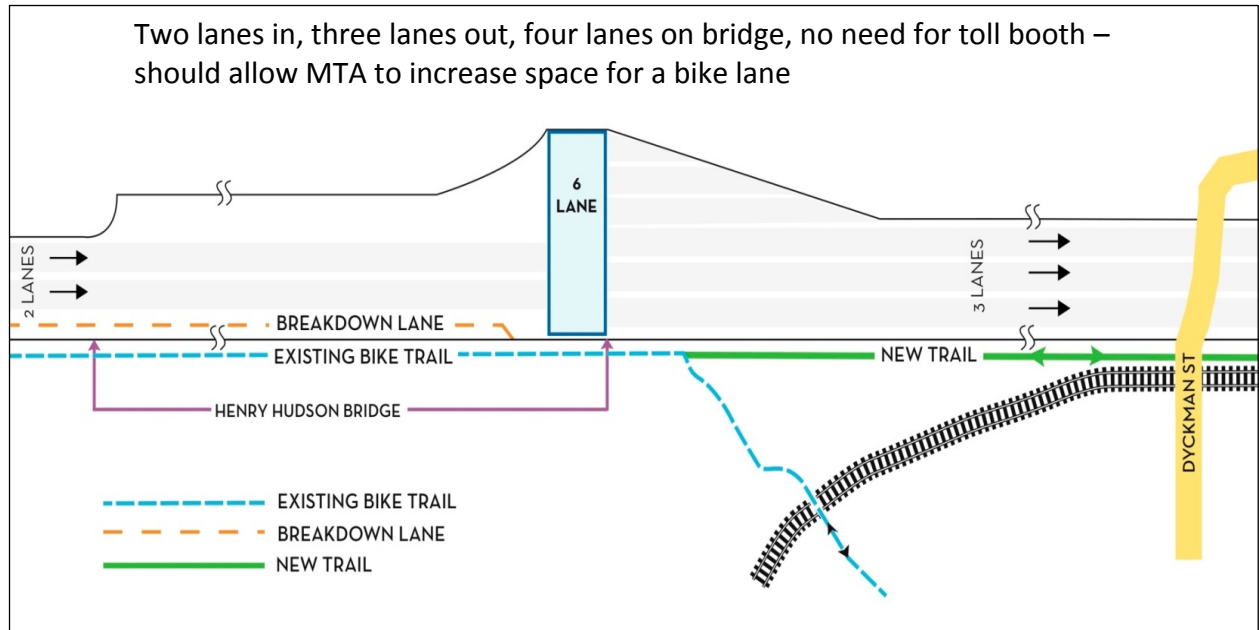 Two lanes in, three lanes out, four lanes on bridge, no need for toll booth –
should allow MTA to increase space for a bike lane
6
LANE
2 LANES
3 LANES
BREAKDOWN LANE
EXISTING BIKE TRAIL
NEW TRAIL
HENRY HUDSON BRIDGE
DYCKMAN ST
EXISTING BIKE TRAIL
BREAKDOWN LANE
NEW TRAIL